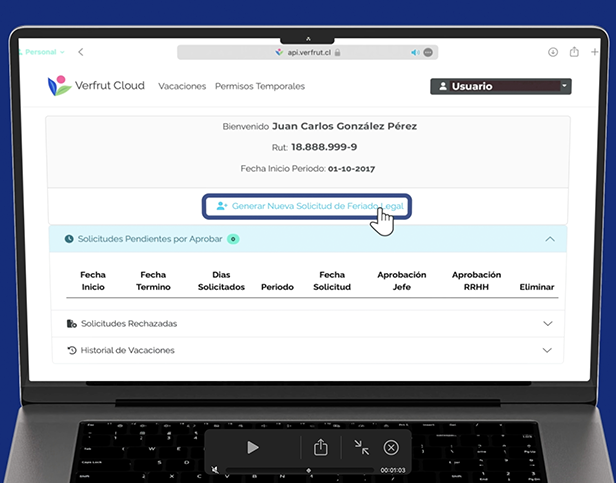 Personal
api.verfrut.cl
Verfrut Cloud
Vacaciones
Permisos Temporales
Usuario
Bienvenido Juan Carlos González Pérez
Rut: 18.888.999-9
Fecha Inicio Periodo: 01-10-2017
Generar Nueva Solicitud de Feriado Legal
Solicitudes Pendientes por Aprobar 0
Fecha Inicio
Fecha Termino
Dias Solicitados
Periodo
Fecha Solicitud
Aprobación Jefe
Aprobación RRHH
Eliminar
Solicitudes Rechazadas
Historial de Vacaciones
00:01:03